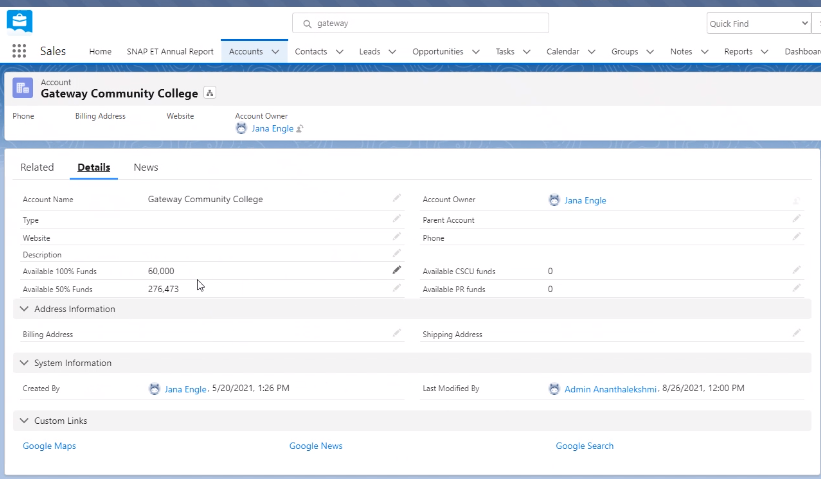 gateway
Quick Find
Sales Home SNAP ET Annual Report Accounts Contacts Leads Opportunities Tasks Calendar Groups Notes Reports Dashboar
Account
Gateway Community College
Phone Billing Address Website Account Owner
Jana Engle
Related Details News
Account Name Gateway Community College Account Owner Jana Engle
Type Parent Account
Website Phone
Description
Available 100% Funds 60,000 Available CSCU funds 0
Available 50% Funds 276,473 Available PR funds 0
Address Information
Billing Address Shipping Address
System Information
Created By Jana Engle, 5/20/2021, 1:26 PM Last Modified By Admin Ananthalekshmi, 8/26/2021, 12:00 PM
Custom Links
Google Maps Google News Google Search